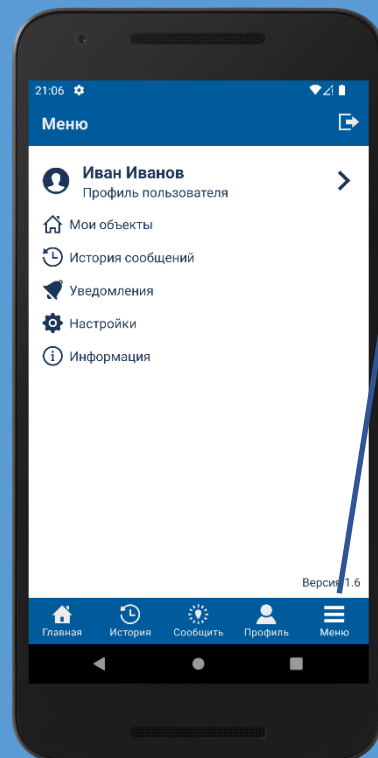 21:06
Меню
Иван Иванов
Профиль пользователя
Мои объекты
История сообщений
Уведомления
Настройки
Информация
Версия 1.6
Главная История Сообщить Профиль Меню